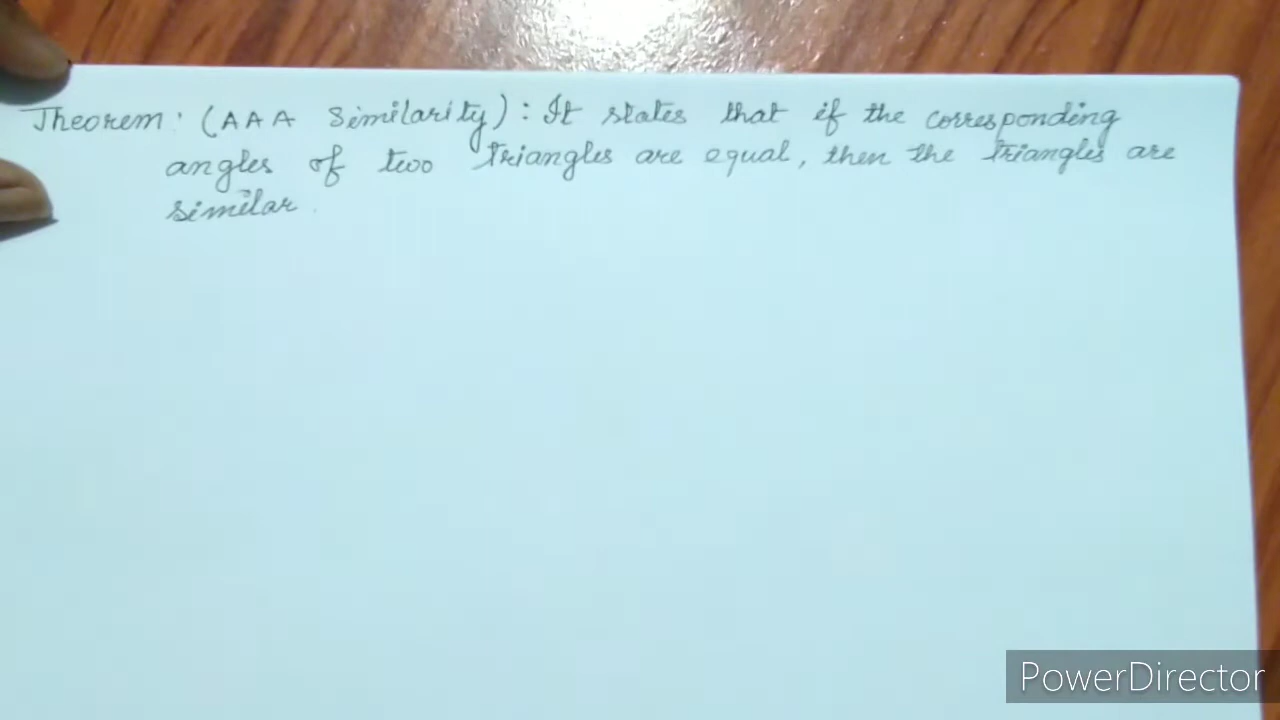 Theorem: (AAA Similarity): It states that if the corresponding
angles of two triangles are equal, then the triangles are
similar.
PowerDirector